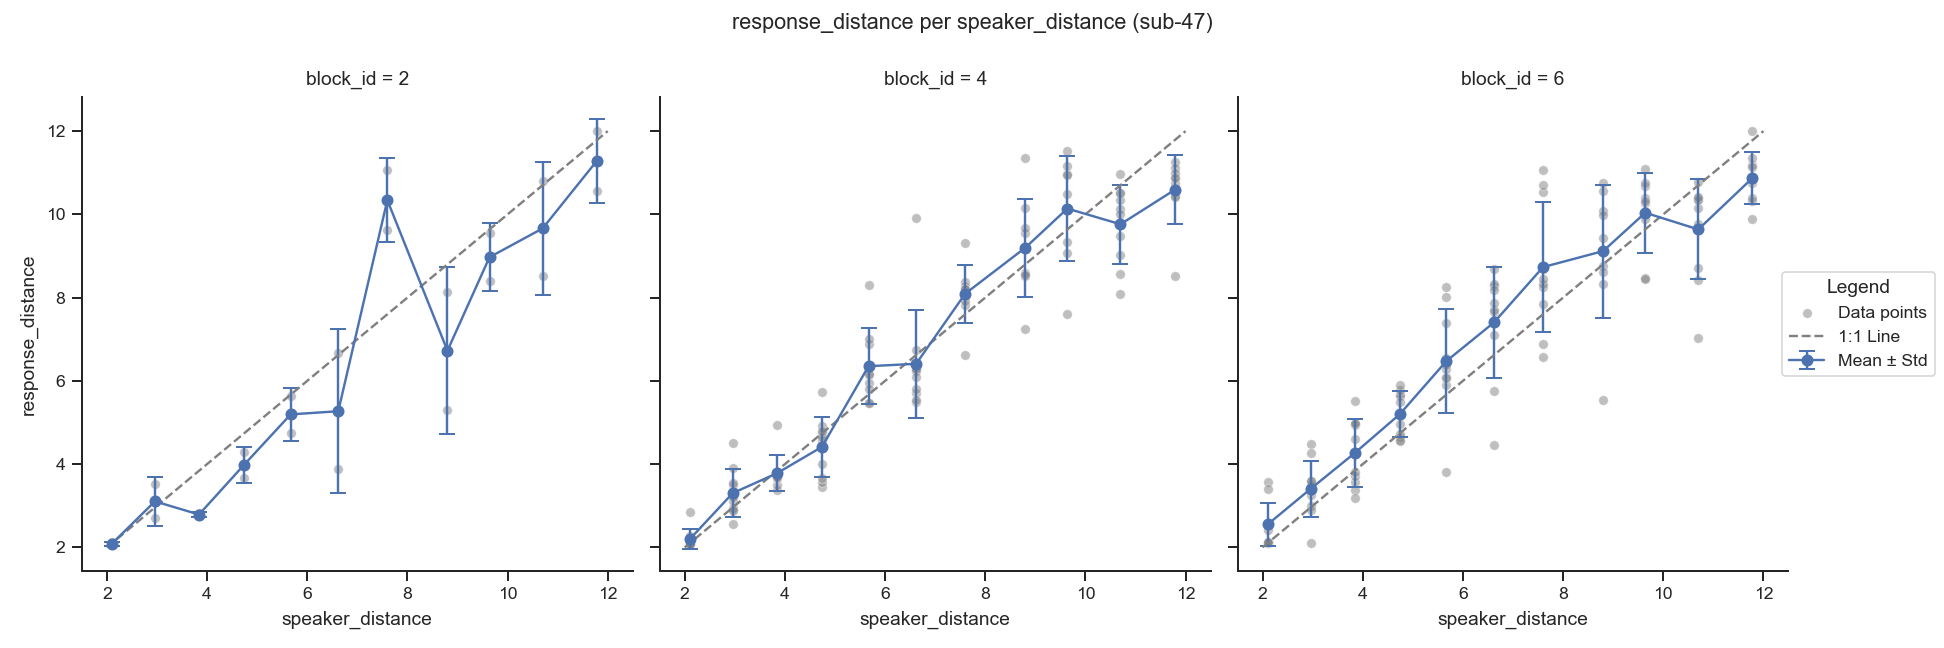 response_distance per speaker_distance (sub-47)
block_id = 2
block_id = 4
block_id = 6
response_distance
12
10
8
6
4
2
2 4 6 8 10 12
2 4 6 8 10 12
2 4 6 8 10 12
speaker_distance
speaker_distance
speaker_distance
Legend
Data points
1:1 Line
Mean ± Std